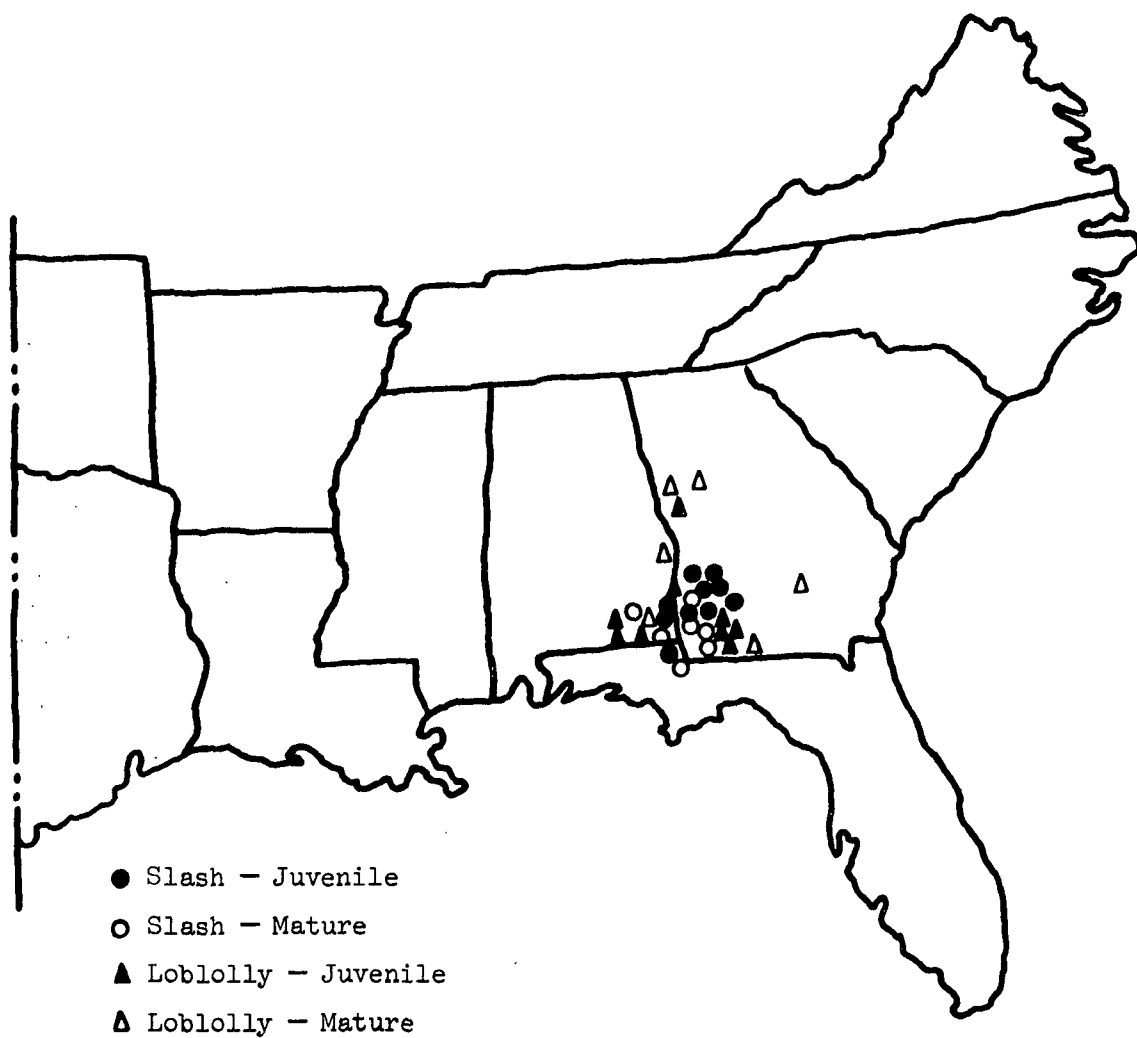 Slash — Juvenile
Slash — Mature
Loblolly — Juvenile
Loblolly — Mature